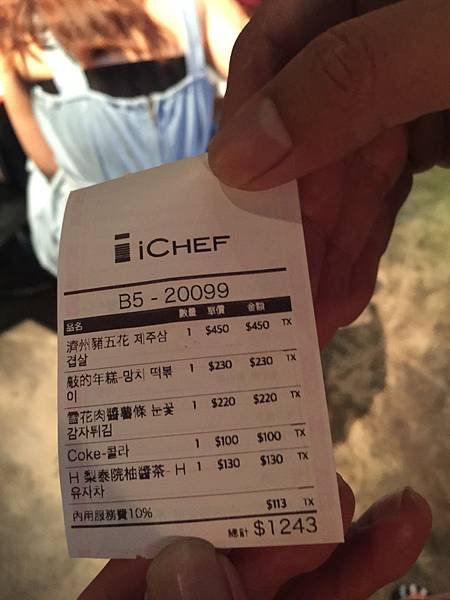 iCHEF
B5 - 20099
品名 數量 單價 金額
濟州豬五花 제주삼 1 $450 $450 TX
겹살
敲的年糕-망치 떡볶 1 $230 $230 TX
이
雪花肉醬薯條 눈꽃 1 $220 $220 TX
감자튀김
Coke-콜라 1 $100 $100 TX
H 梨泰院柚醬茶- H 1 $130 $130 TX
유자차
內用服務費10% $113 TX
總計 $1243